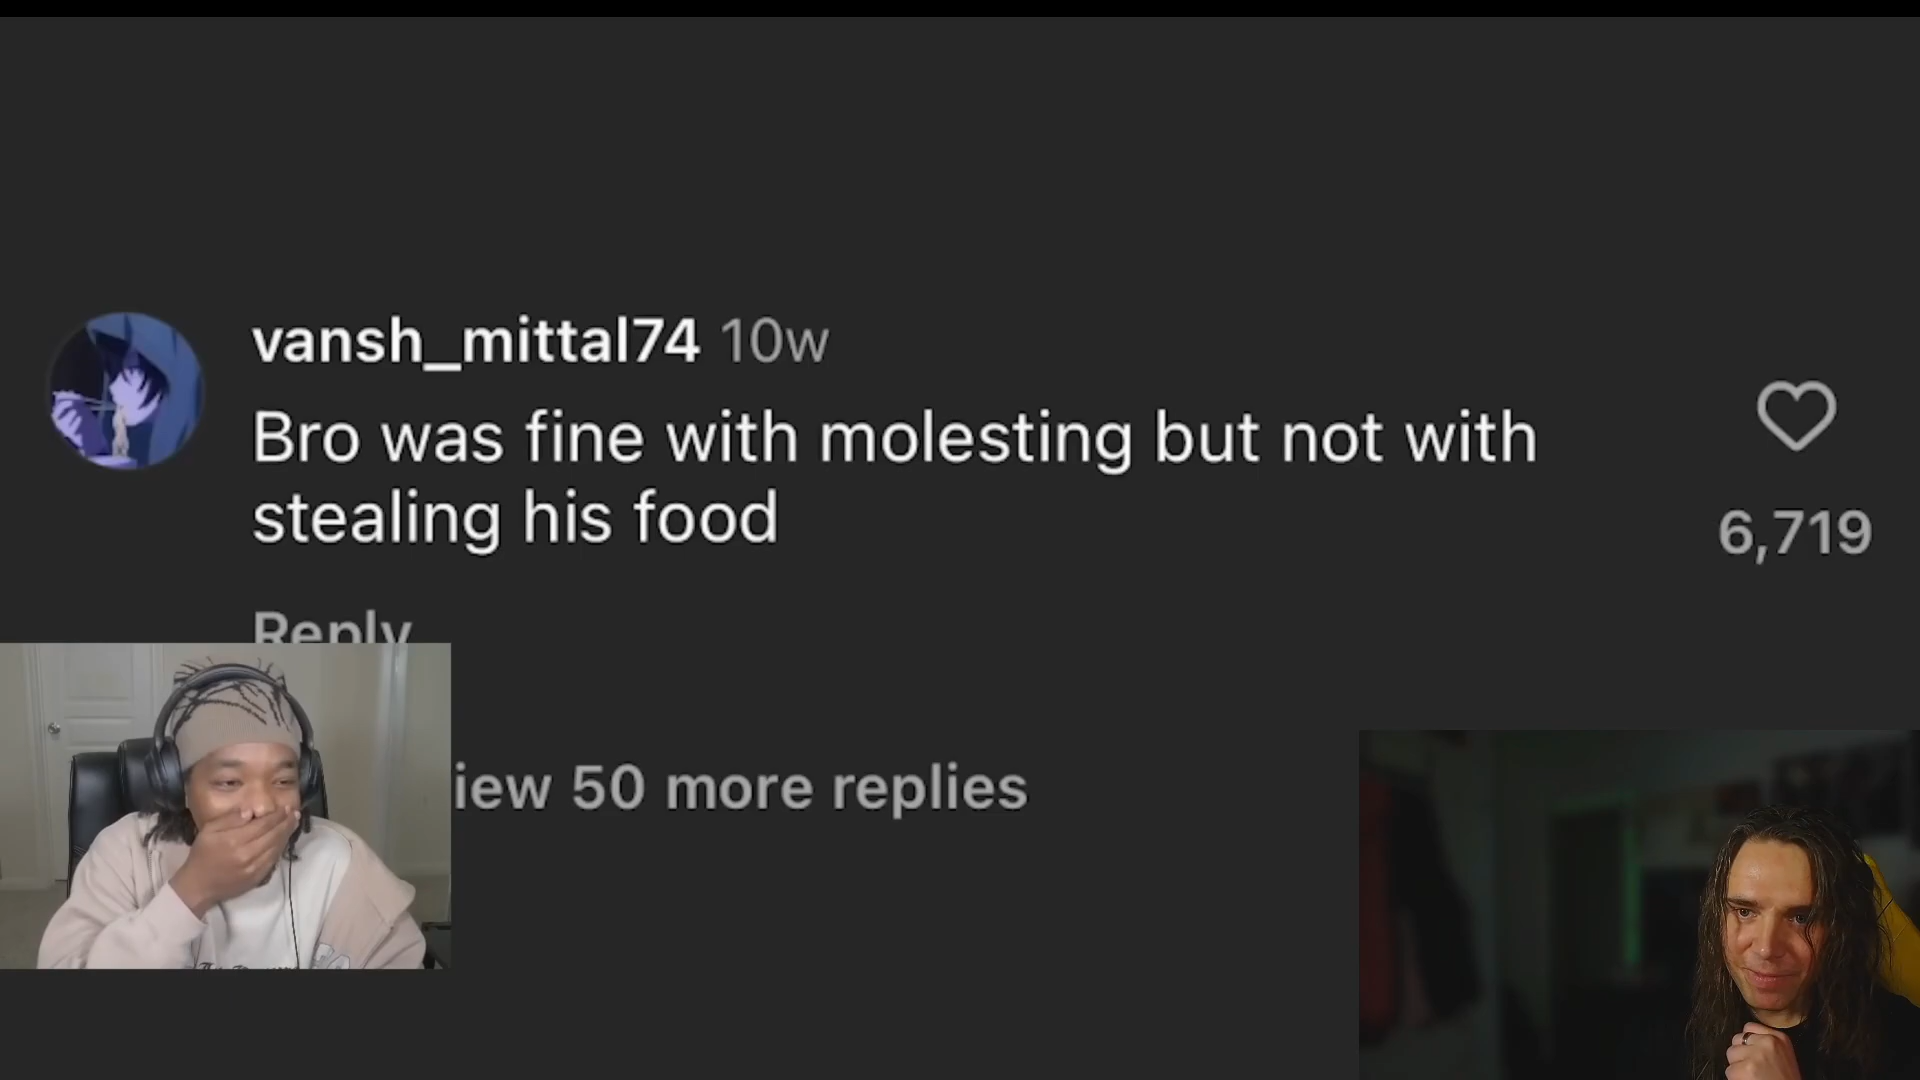 vansh_mittal74 10w
Bro was fine with molesting but not with
stealing his food
6,719
Reply
iew 50 more replies